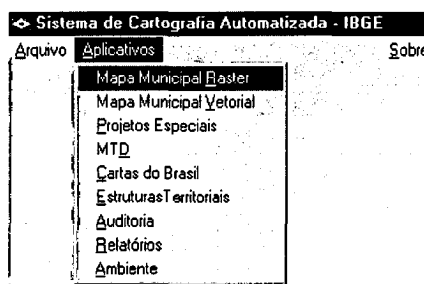 Sistema de Cartografia Automatizada - IBGE
Arquivo Aplicativos Sobre
Mapa Municipal Raster
Mapa Municipal Vetorial
Projetos Especiais
MTD
Cartas do Brasil
EstruturasTerritoriais
Auditoria
Relatórios
Ambiente